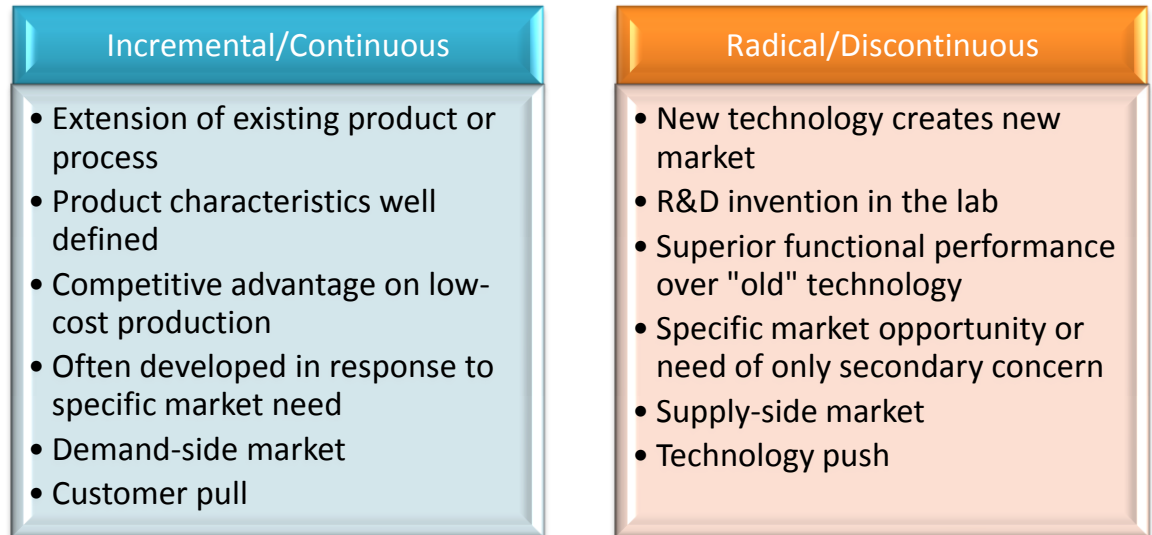 Incremental/Continuous
• Extension of existing product or
process
• Product characteristics well
defined
• Competitive advantage on low-
cost production
• Often developed in response to
specific market need
• Demand-side market
• Customer pull
Radical/Discontinuous
• New technology creates new
market
• R&D invention in the lab
• Superior functional performance
over "old" technology
• Specific market opportunity or
need of only secondary concern
• Supply-side market
• Technology push